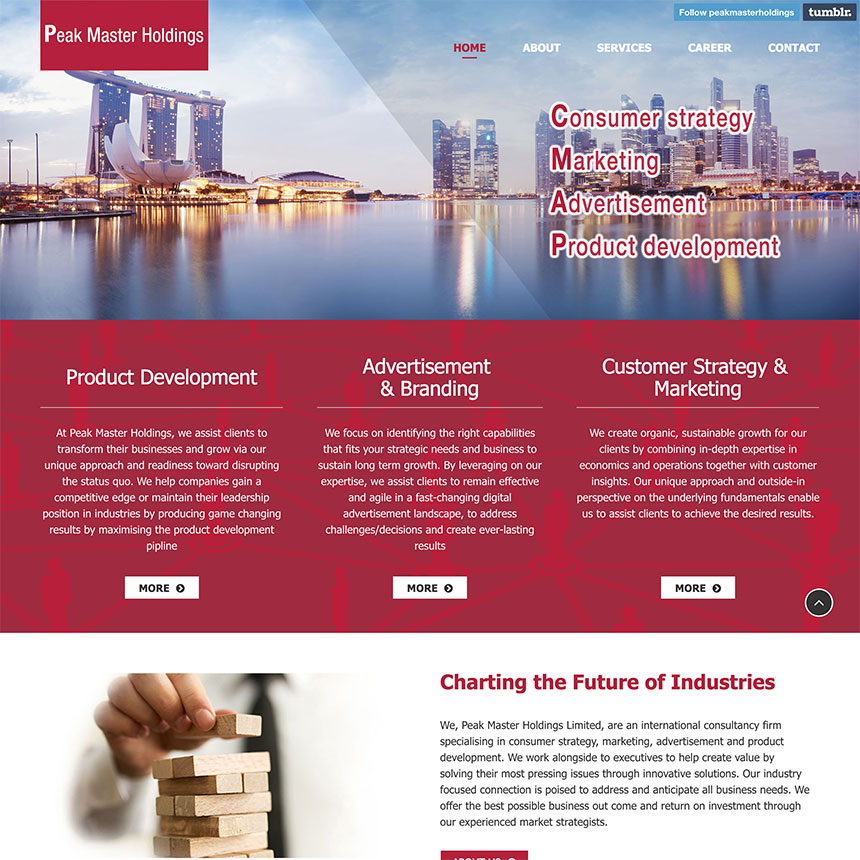 Follow peakmasterholdings
tumblr.
Peak Master Holdings
HOME ABOUT SERVICES CAREER CONTACT
Consumer strategy
Marketing
Advertisement
Product development
Product Development
At Peak Master Holdings, we assist clients to
transform their businesses and grow via our
unique approach and readiness toward disrupting
the status quo. We help companies gain a
competitive edge or maintain their leadership
position in industries by producing game changing
results by maximising the product development
pipline
MORE
Advertisement
& Branding
We focus on identifying the right capabilities
that fits your strategic needs and business to
sustain long term growth. By leveraging on our
expertise, we assist clients to remain effective
and agile in a fast-changing digital
advertisement landscape, to address
challenges/decisions and create ever-lasting
results
MORE
Customer Strategy &
Marketing
We create organic, sustainable growth for our
clients by combining in-depth expertise in
economics and operations together with customer
insights. Our unique approach and outside-in
perspective on the underlying fundamentals enable
us to assist clients to achieve the desired results.
MORE
Charting the Future of Industries
We, Peak Master Holdings Limited, are an international consultancy firm
specialising in consumer strategy, marketing, advertisement and product
development. We work alongside to executives to help create value by
solving their most pressing issues through innovative solutions. Our industry
focused connection is poised to address and anticipate all business needs. We
offer the best possible business out come and return on investment through
our experienced market strategists.
ABOUT US